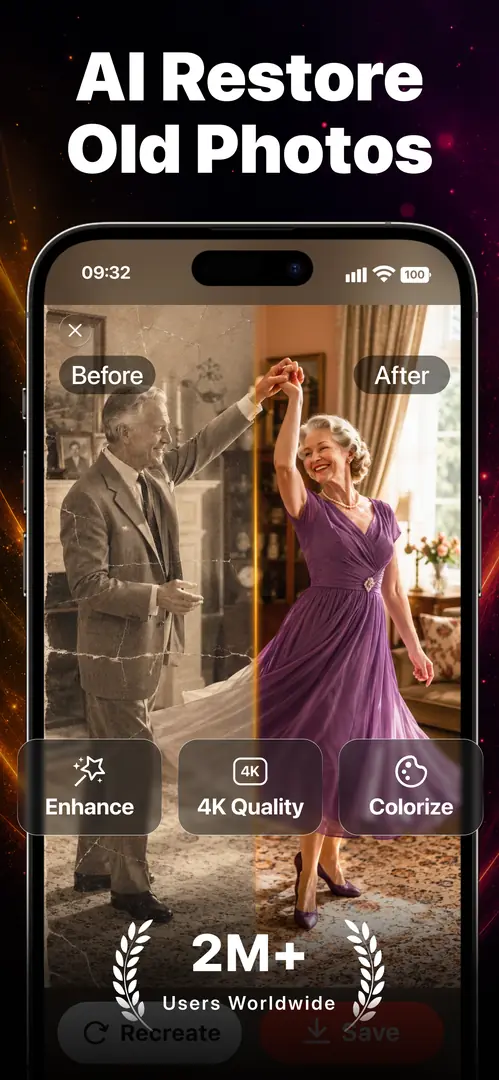 AI Restore
Old Photos
09:32
100
Before
After
4K
Enhance
4K Quality
Colorize
2M+
Users Worldwide
Recreate
Save